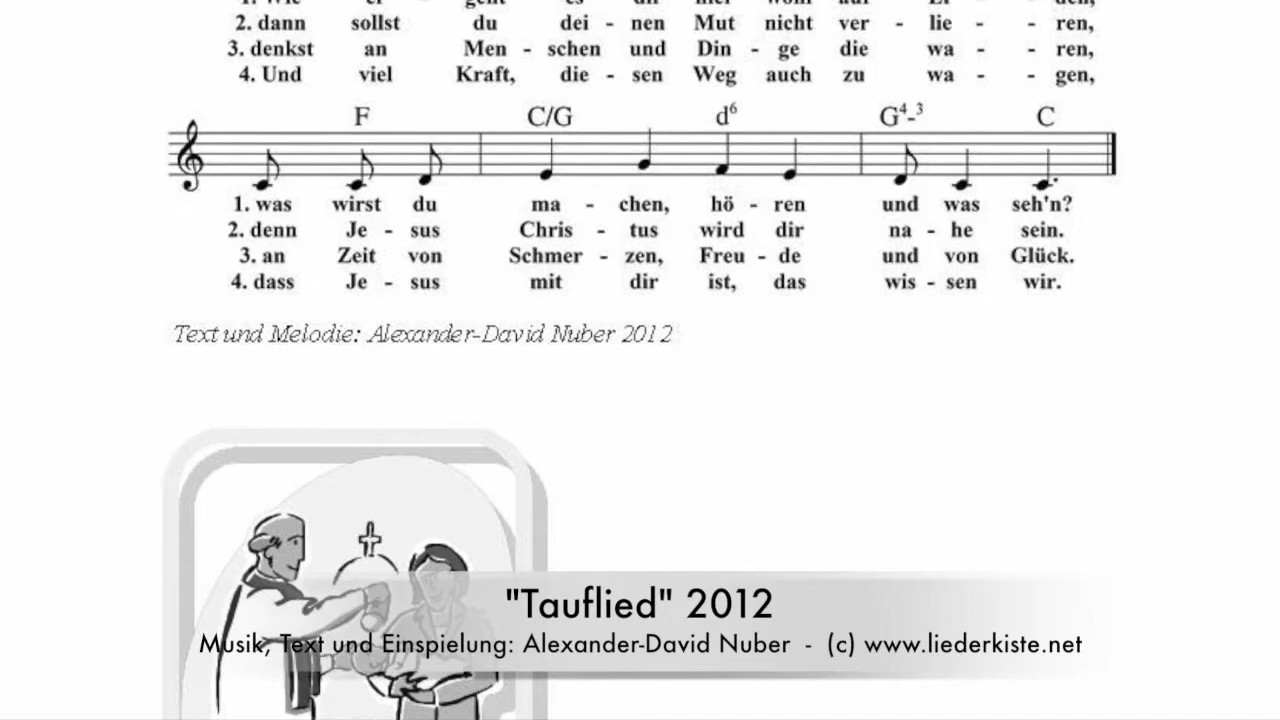 2. dann sollst du dei - nen Mut nicht ver - lie - ren,
3. denkst an Men - schen und Din - ge die wa - ren,
4. Und viel Kraft, die - sen Weg auch zu wa - gen,
F C/G d6 G4-3 C
1. was wirst du ma - chen, hö - ren und was seh'n?
2. denn Je - sus Chris - tus wird dir na - he sein.
3. an Zeit von Schmer - zen, Freu - de und von Glück.
4. dass Je - sus mit dir ist, das wis - sen wir.
Text und Melodie: Alexander-David Nuber 2012
"Tauflied" 2012
Musik, Text und Einspielung: Alexander-David Nuber - (c) www.liederkiste.net